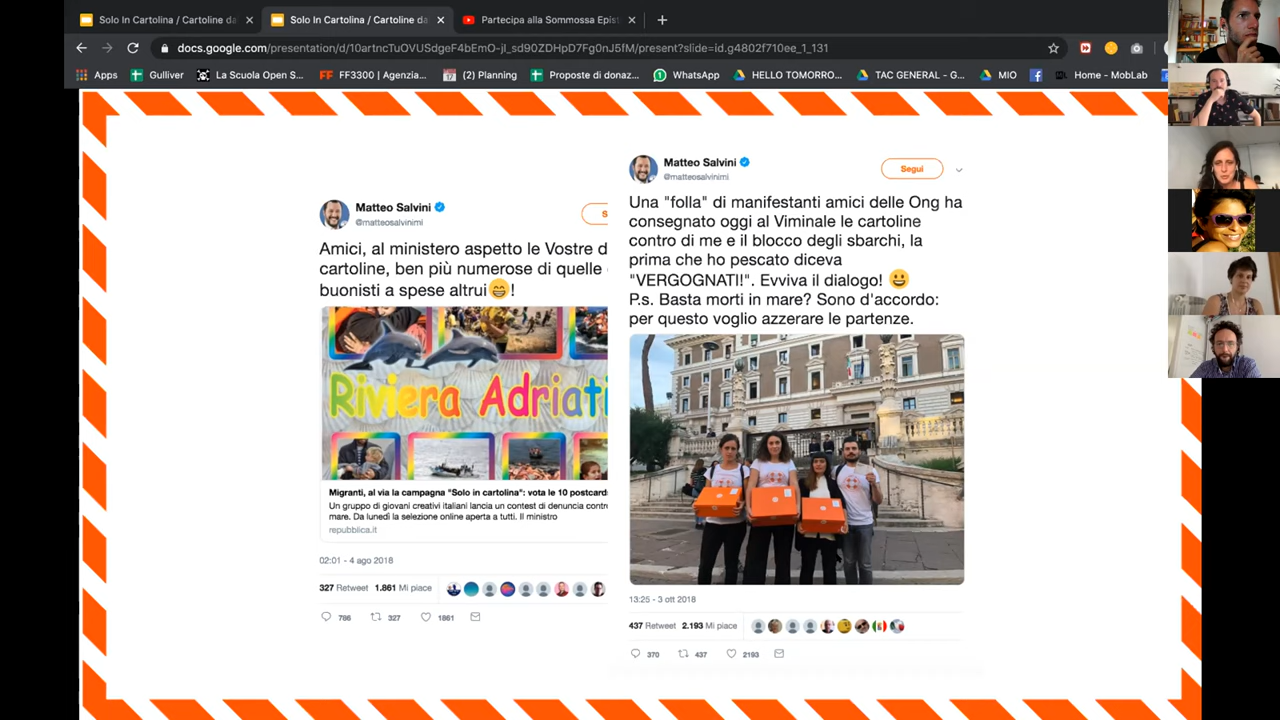 Solo In Cartolina / Cartoline da
Solo In Cartolina / Cartoline da
Partecipa alla Sommossa Epist
docs.google.com/presentation/d/10artncTuOVUSdgeF4bEmO-jl_sd90ZDHpD7Fg0nJ5fM/present?slide=id.g4802f710ee_1_131
Apps
Gulliver
La Scuola Open S...
FF FF3300 | Agenzia...
(2) Planning
Proposte di donaz...
WhatsApp
HELLO TOMORRO...
TAC GENERAL - G...
MIO
Home - MobLab
Matteo Salvini
@matteosalvinimi
Amici, al ministero aspetto le Vostre d
cartoline, ben più numerose di quelle
buonisti a spese altrui😁!
Riviera Adriati
Migranti, al via la campagna "Solo in cartolina": vota le 10 postcards
Un gruppo di giovani creativi italiani lancia un contest di denuncia contro
mare. Da lunedì la selezione online aperta a tutti. Il ministro
repubblica.it
02:01 - 4 ago 2018
327 Retweet 1.861 Mi piace
786 327 1861
Matteo Salvini
@matteosalvinimi
Segui
Una "folla" di manifestanti amici delle Ong ha
consegnato oggi al Viminale le cartoline
contro di me e il blocco degli sbarchi, la
prima che ho pescato diceva
"VERGOGNATI!". Evviva il dialogo! 😀
P.s. Basta morti in mare? Sono d'accordo:
per questo voglio azzerare le partenze.
13:25 - 3 ott 2018
437 Retweet 2.193 Mi piace
370 437 2193